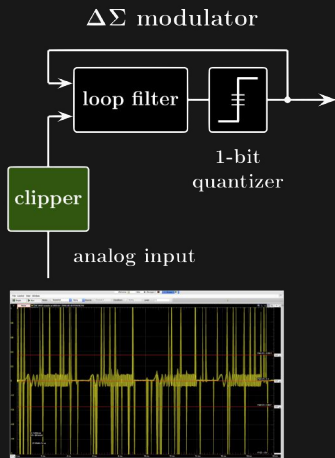 ΔΣ modulator
loop filter
1-bit
quantizer
clipper
analog input